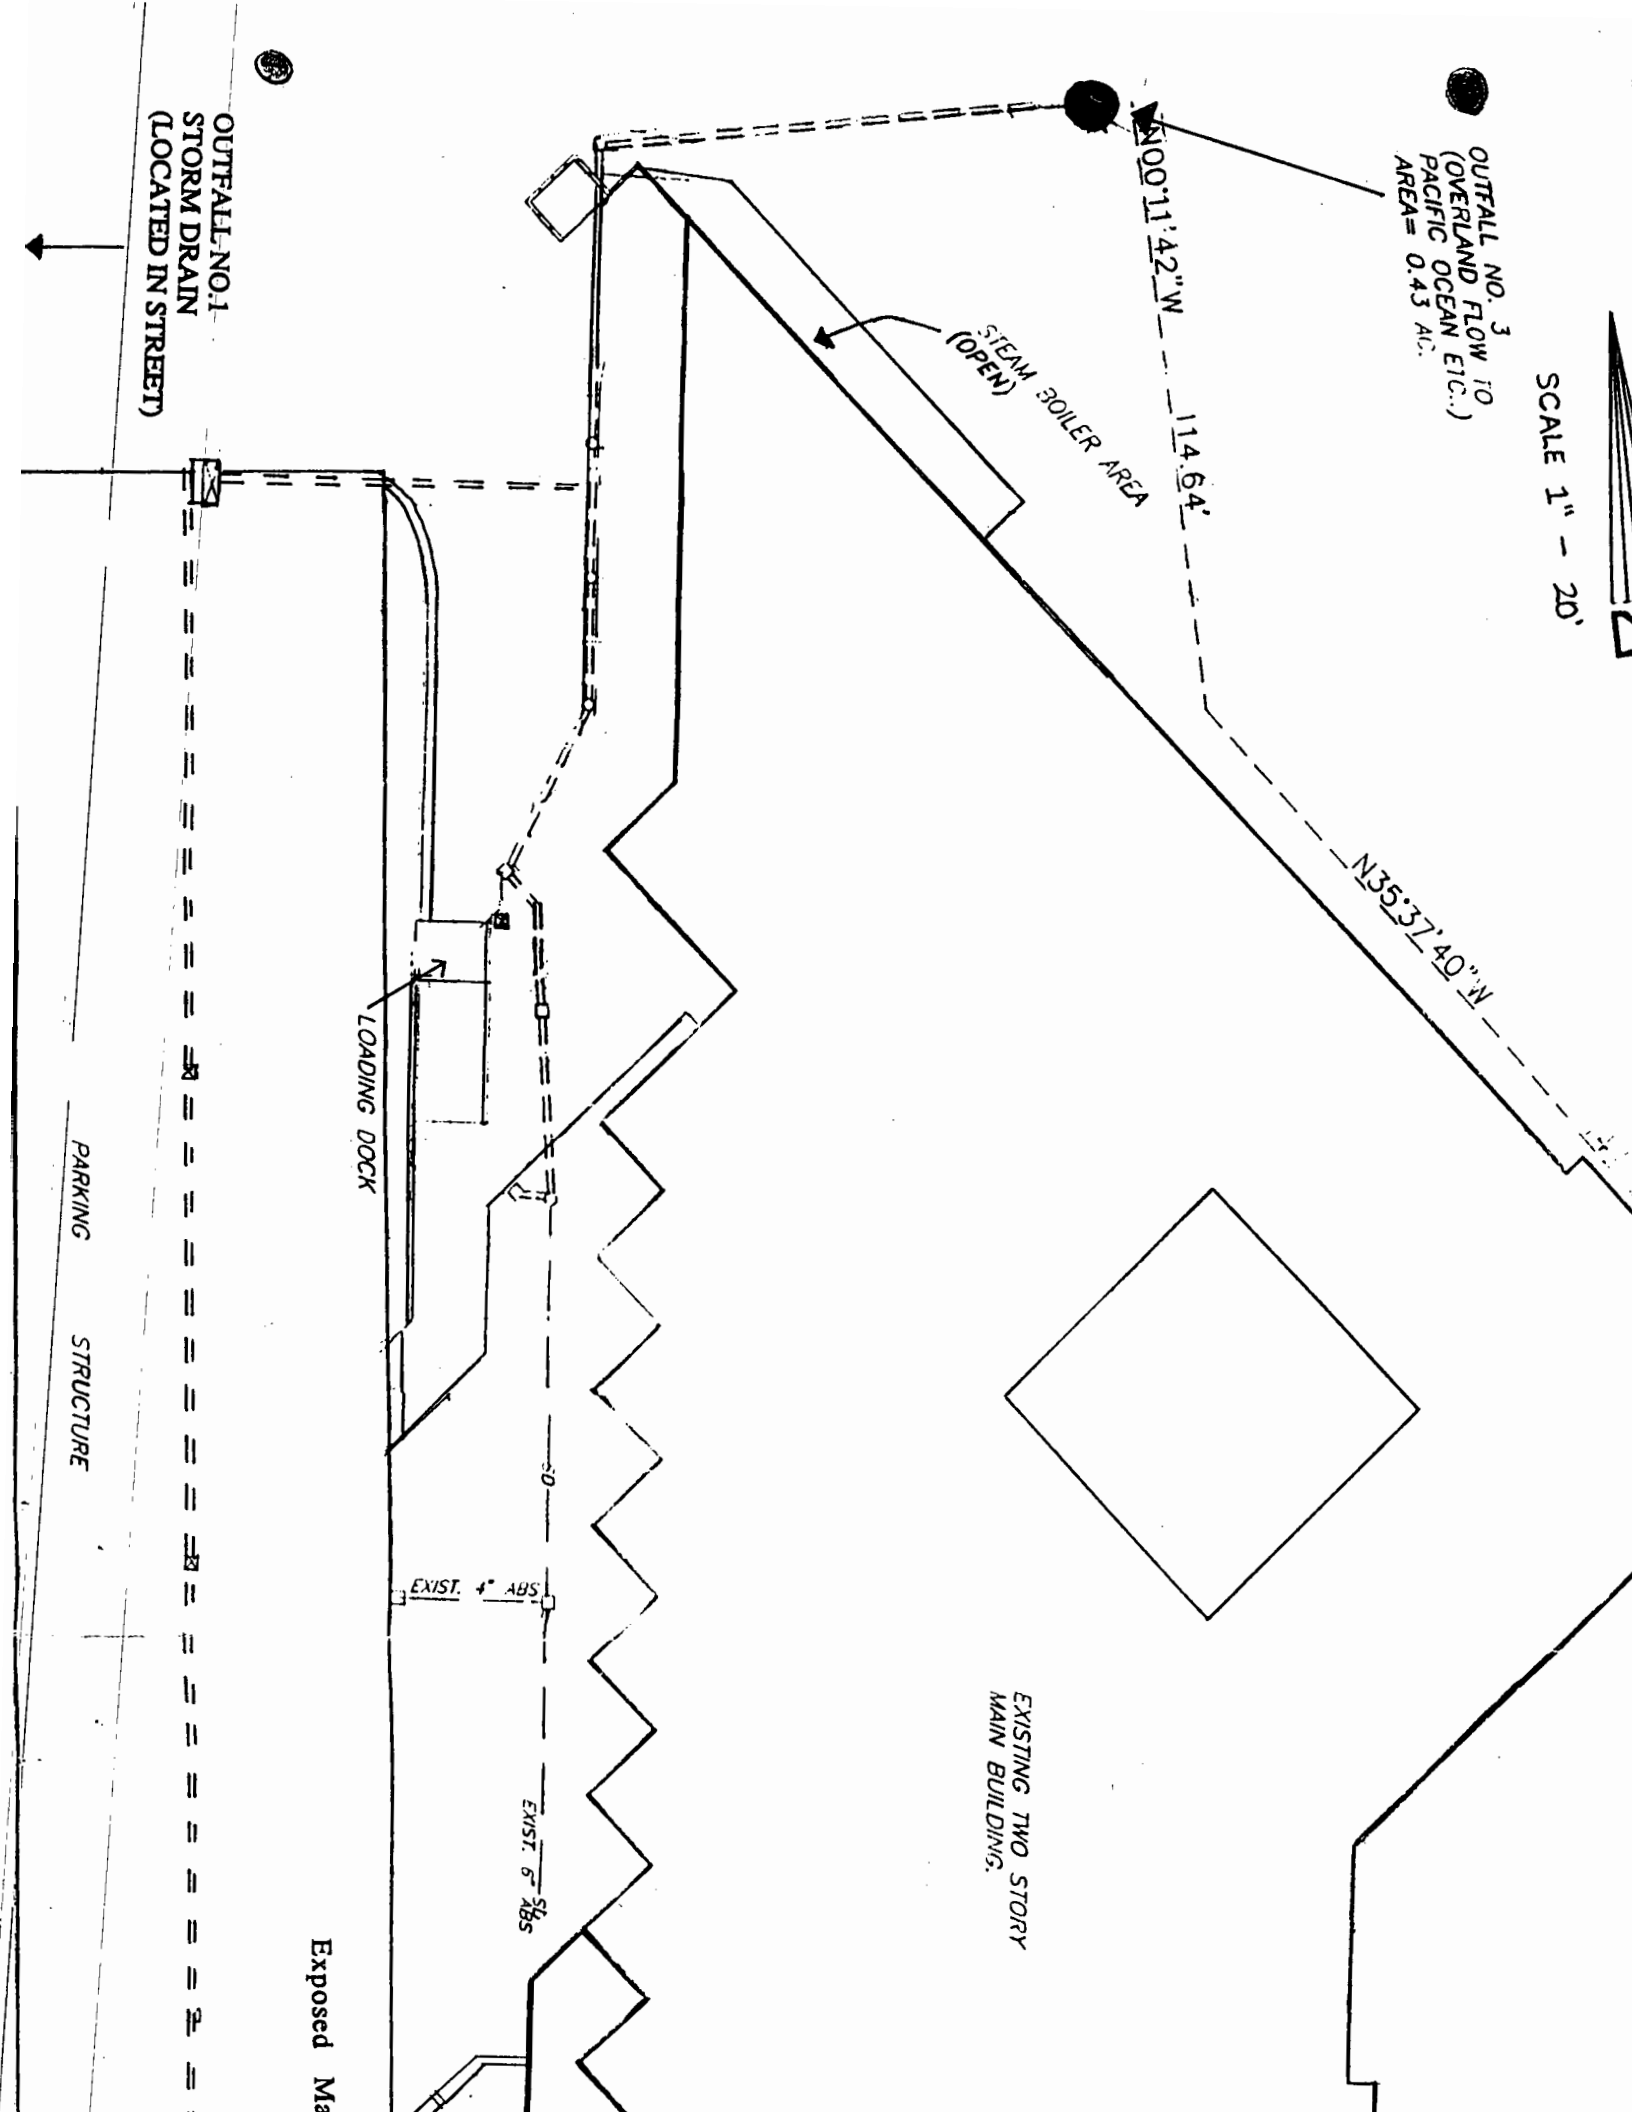 SCALE 1" - 20'
OUTFALL NO. 3
(OVERLAND FLOW TO
PACIFIC OCEAN ETC..)
AREA= 0.43 AC.
N00°11'42"W
114.64'
N35°37'40"W
STEAM BOILER AREA
(OPEN)
OUTFALL NO.1
STORM DRAIN
(LOCATED IN STREET)
LOADING DOCK
PARKING STRUCTURE
SD
EXIST. 4" ABS
EXIST. 6"
ABS
EXISTING TWO STORY
MAIN BUILDING.
Exposed Ma